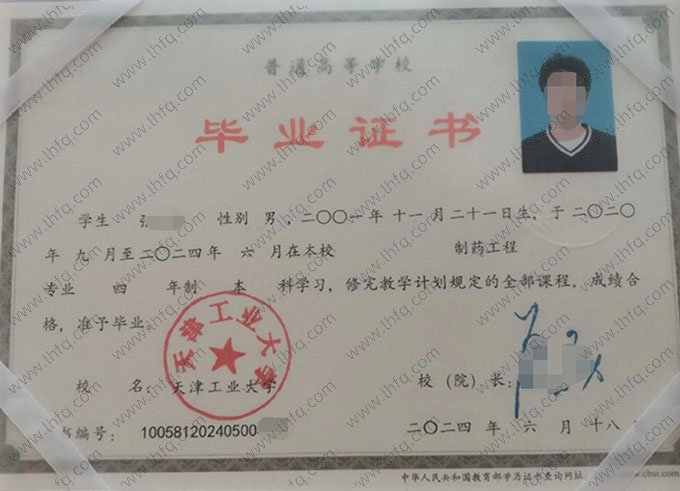 普通高等学校
毕业证书
学生 张 性别 男，二〇〇一年 十一月 二十一日生，于 二〇二〇
年 九 月至二〇二四年 六 月在本校 制药工程
专业 四 年制 本 科学习，修完教学计划规定的全部课程，成绩合
格，准予毕业。
天津工业大学
校 名：天津工业大学 校（院）长：
书编号： 10058120240500 二〇二四 年 六 月 十八
中华人民共和国教育部学历证书查询网址：
www.lhfq.com